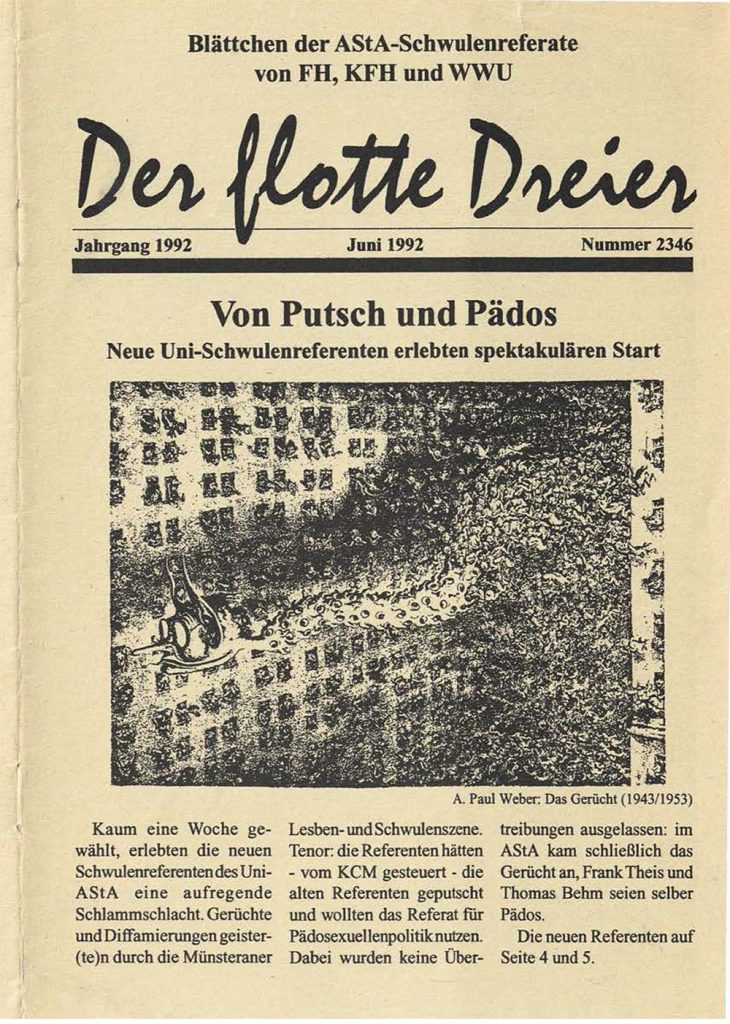 Blättchen der AStA-Schwulenreferate
von FH, KFH und WWU
Der flotte Dreier
Jahrgang 1992 Juni 1992 Nummer 2346
Von Putsch und Pädos
Neue Uni-Schwulenreferenten erlebten spektakulären Start
A. Paul Weber: Das Gerücht (1943/1953)
Kaum eine Woche ge-
wählt, erlebten die neuen
Schwulenreferenten des Uni-
AStA eine aufregende
Schlammschlacht. Gerüchte
und Diffamierungen geister-
(te)n durch die Münsteraner
Lesben- und Schwulenszene.
Tenor: die Referenten hätten
- vom KCM gesteuert - die
alten Referenten geputscht
und wollten das Referat für
Pädosexuellenpolitik nutzen.
Dabei wurden keine Über-
treibungen ausgelassen: im
AStA kam schließlich das
Gerücht an, Frank Theis und
Thomas Behm seien selber
Pädos.
Die neuen Referenten auf
Seite 4 und 5.